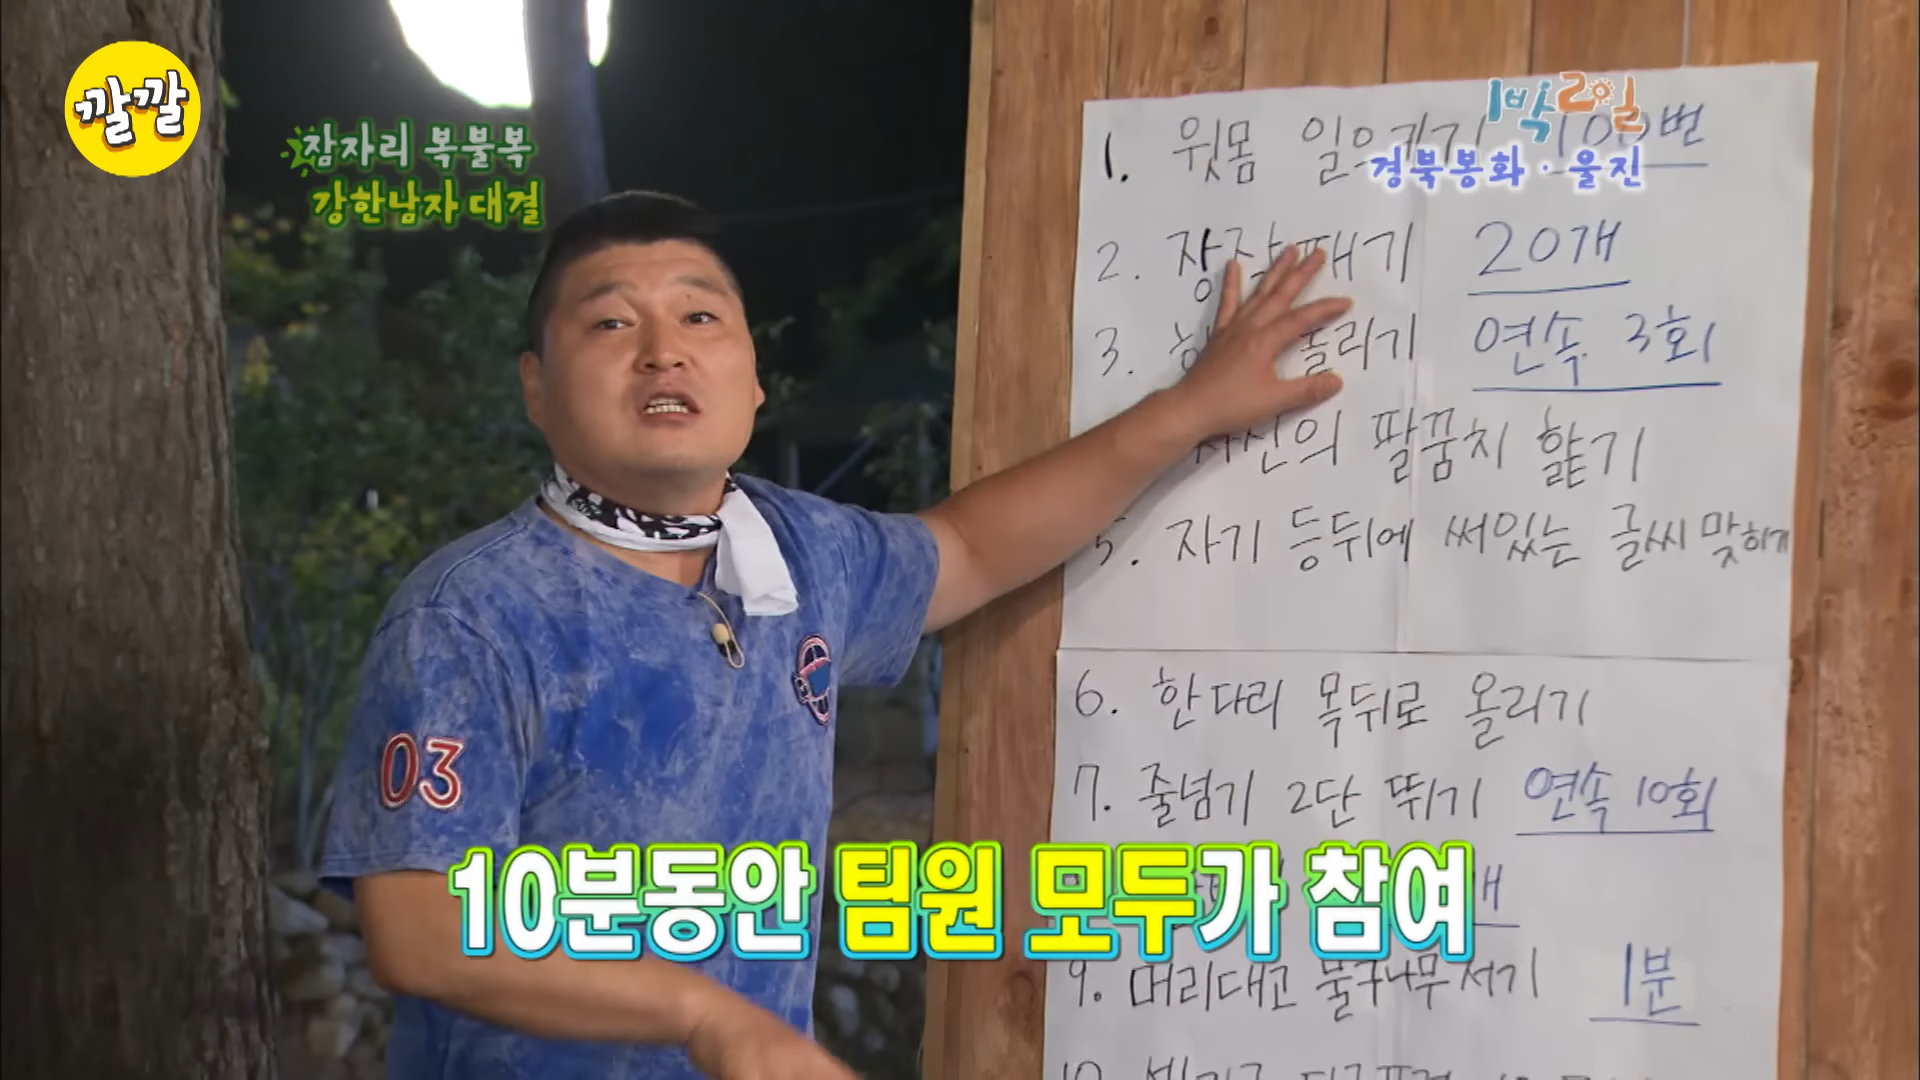 깔깔
잠자리 복불복
강한남자 대결
1박2일
경북봉화·울진
1. 윗몸 일으키기 100번
2. 장작패기 20개
3. 돌리기 연속 3회
자신의 팔꿈치 핥기
5. 자기 등뒤에 써있는 글씨 맞히기
6. 한다리 목뒤로 올리기
7. 줄넘기 2단 뛰기 연속 10회
9. 머리대고 물구나무서기 1분
10분동안 팀원 모두가 참여
03